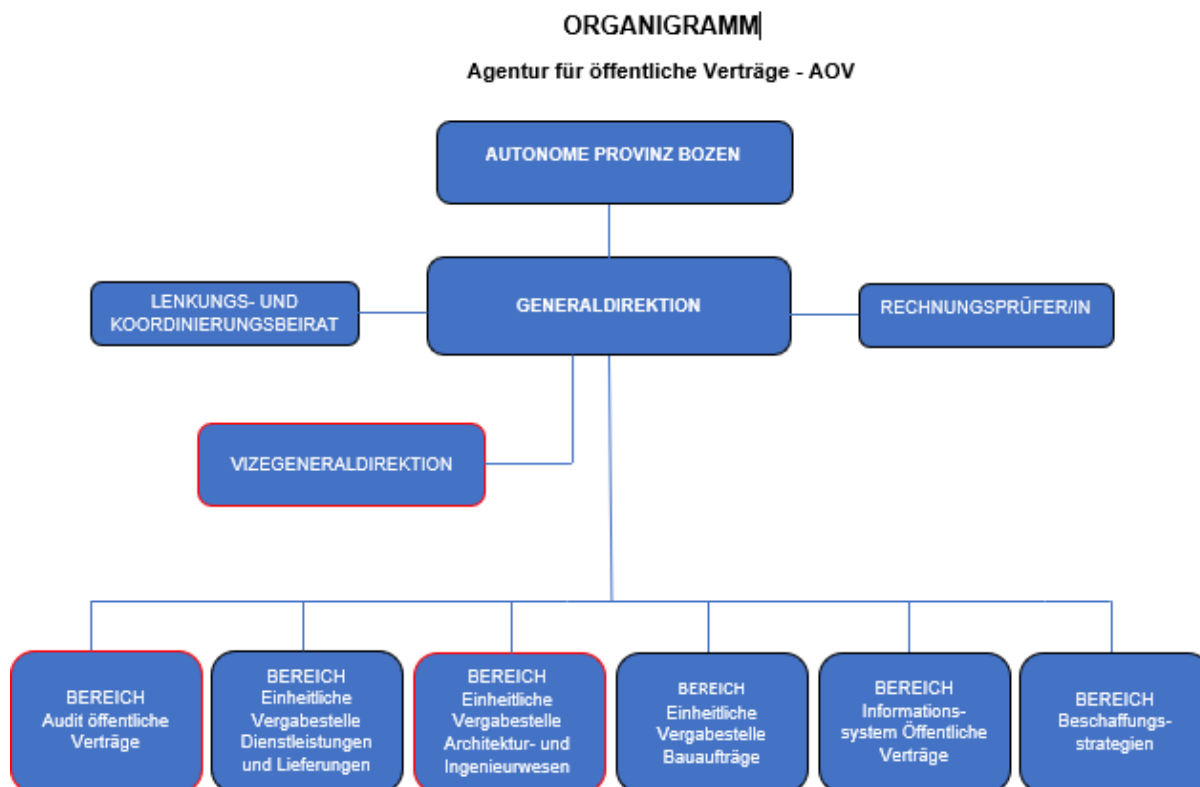 ORGANIGRAMM
Agentur für öffentliche Verträge - AOV
AUTONOME PROVINZ BOZEN
GENERALDIREKTION
LENKUNGS- UND
KOORDINIERUNGSBEIRAT
RECHNUNGSPRÜFER/IN
VIZEGENERALDIREKTION
BEREICH
Audit öffentliche
Verträge
BEREICH
Einheitliche
Vergabestelle
Dienstleistungen
und Lieferungen
BEREICH
Einheitliche
Vergabestelle
Architektur- und
Ingenieurwesen
BEREICH
Einheitliche
Vergabestelle
Bauaufträge
BEREICH
Informations-
system Öffentliche
Verträge
BEREICH
Beschaffungs-
strategien